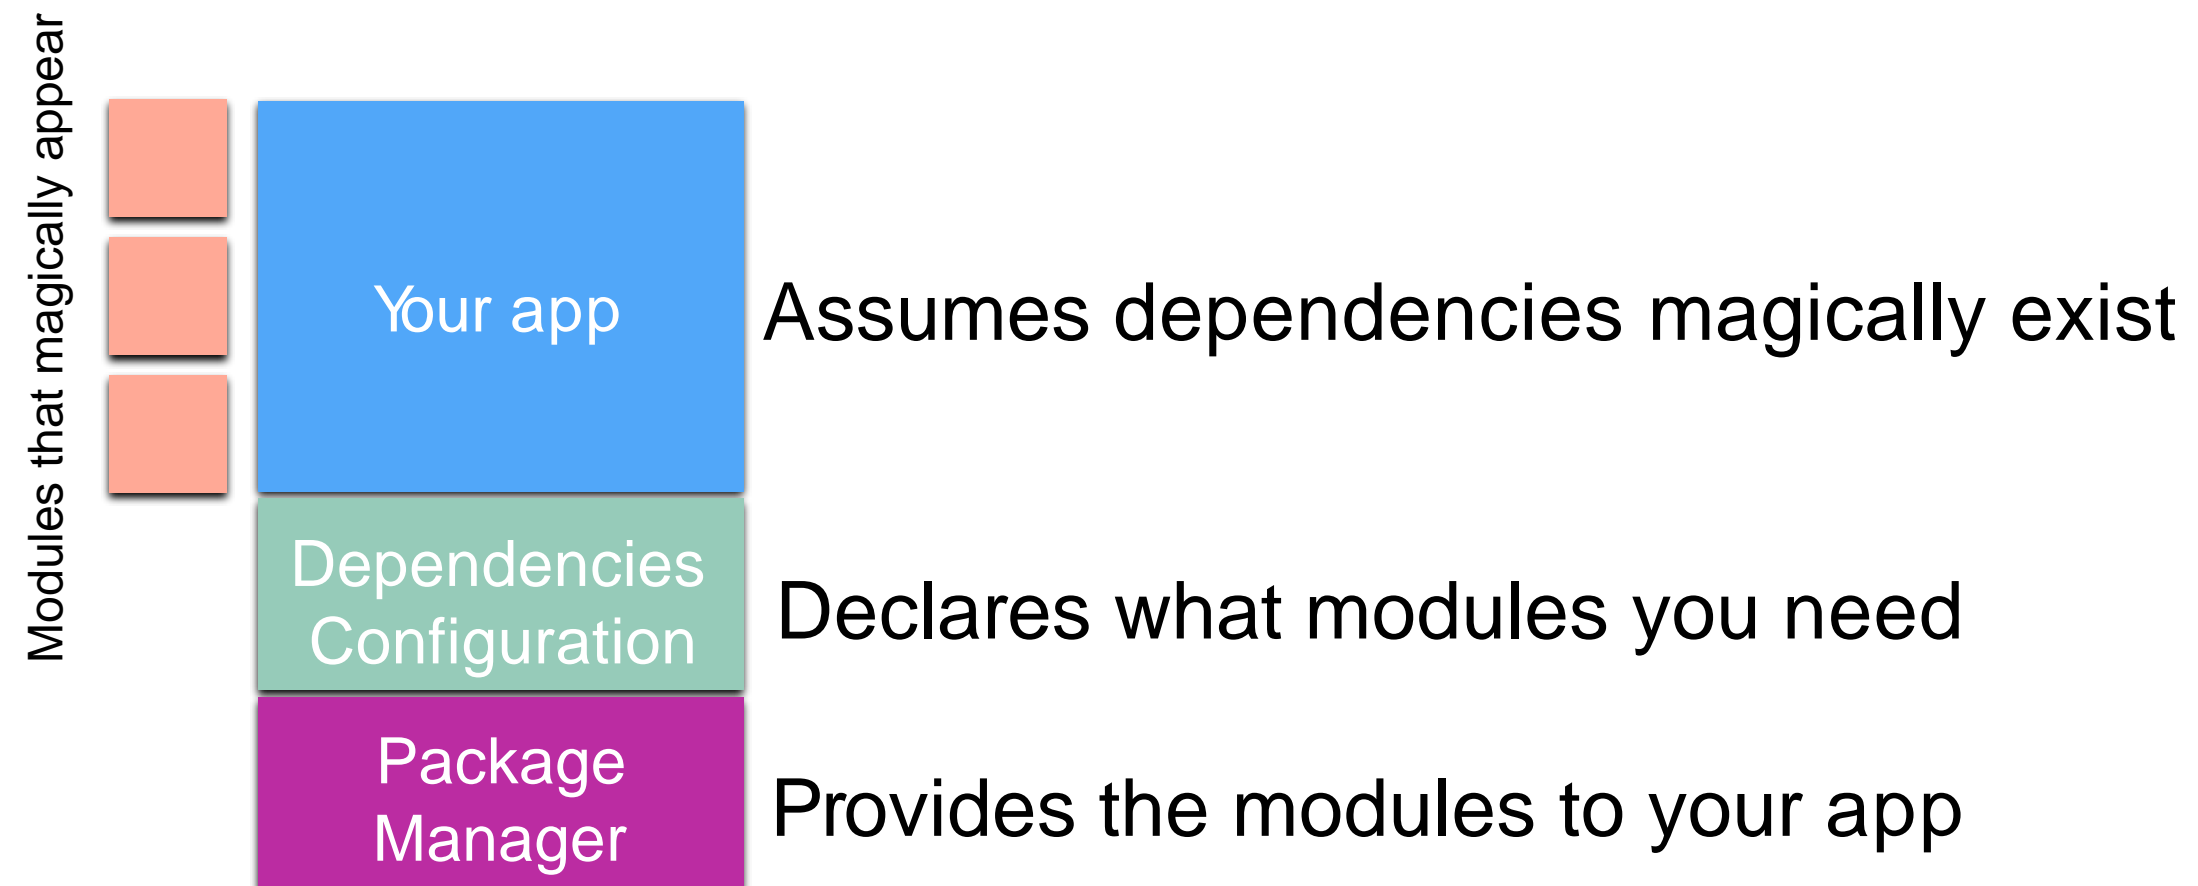 Modules that magically appear
Your app
Assumes dependencies magically exist
Dependencies
Configuration
Declares what modules you need
Package
Manager
Provides the modules to your app